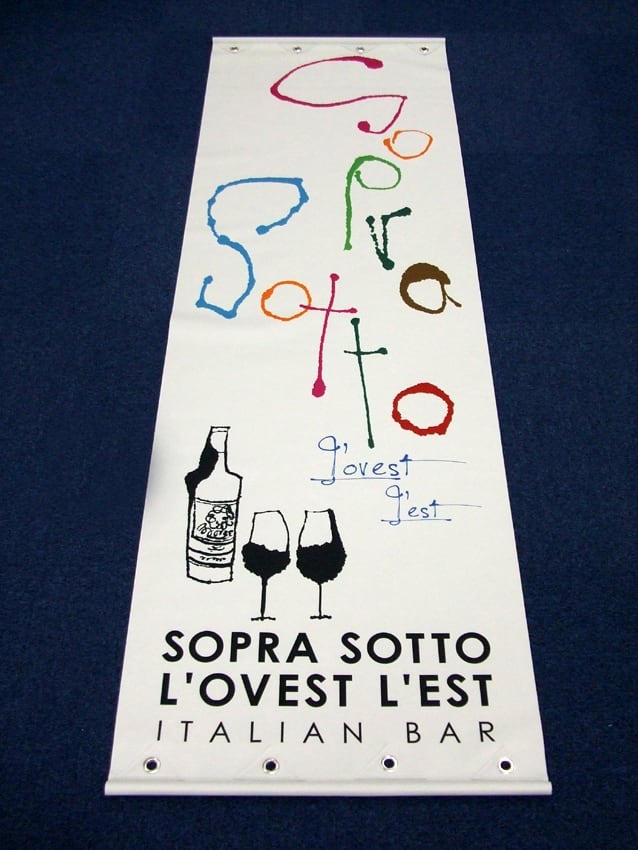 Sopra
Sotto
l'ovest
l'est
SOPRA SOTTO
L'OVEST L'EST
ITALIAN BAR